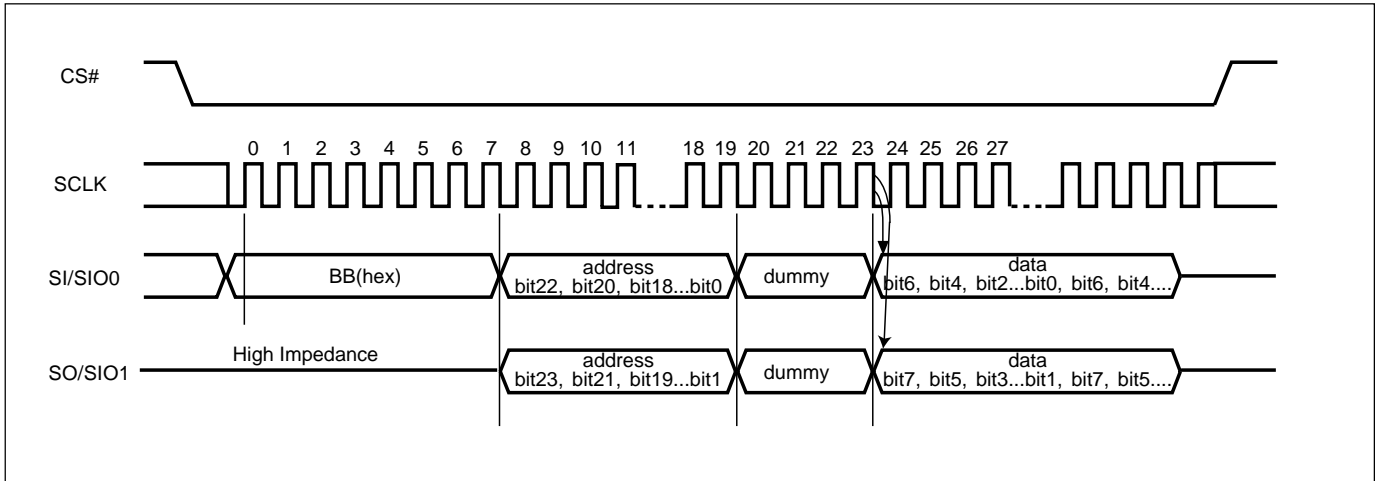 CS#
0 1 2 3 4 5 6 7 8 9 10 11 18 19 20 21 22 23 24 25 26 27
SCLK
SI/SIO0
BB(hex)
address
bit22, bit20, bit18...bit0
dummy
data
bit6, bit4, bit2...bit0, bit6, bit4....
High Impedance
SO/SIO1
address
bit23, bit21, bit19...bit1
dummy
data
bit7, bit5, bit3...bit1, bit7, bit5....